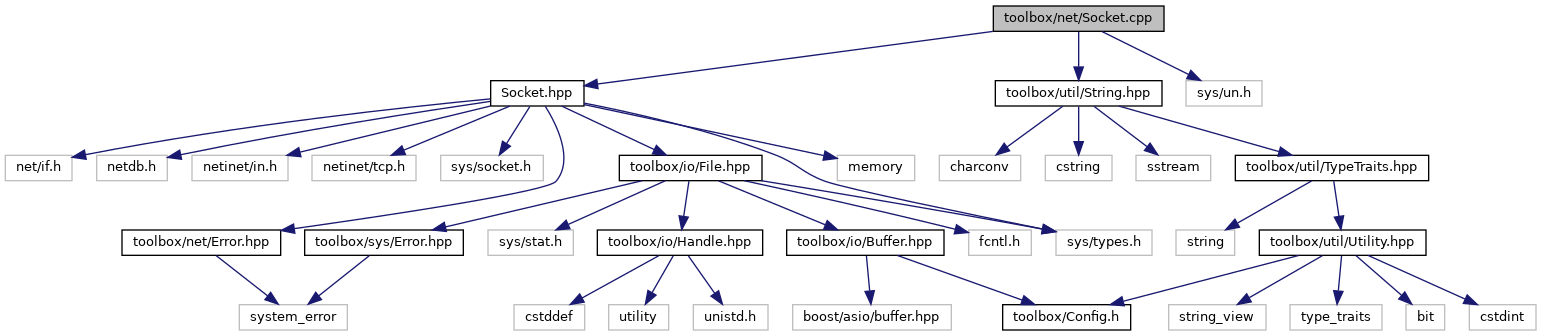 toolbox/net/Socket.cpp
Socket.hpp
toolbox/util/String.hpp
sys/un.h
net/if.h
netdb.h
netinet/in.h
netinet/tcp.h
sys/socket.h
toolbox/io/File.hpp
memory
charconv
cstring
sstream
toolbox/util/TypeTraits.hpp
toolbox/net/Error.hpp
toolbox/sys/Error.hpp
sys/stat.h
toolbox/io/Handle.hpp
toolbox/io/Buffer.hpp
fcntl.h
sys/types.h
string
toolbox/util/Utility.hpp
system_error
cstddef
utility
unistd.h
boost/asio/buffer.hpp
toolbox/Config.h
string_view
type_traits
bit
cstdint